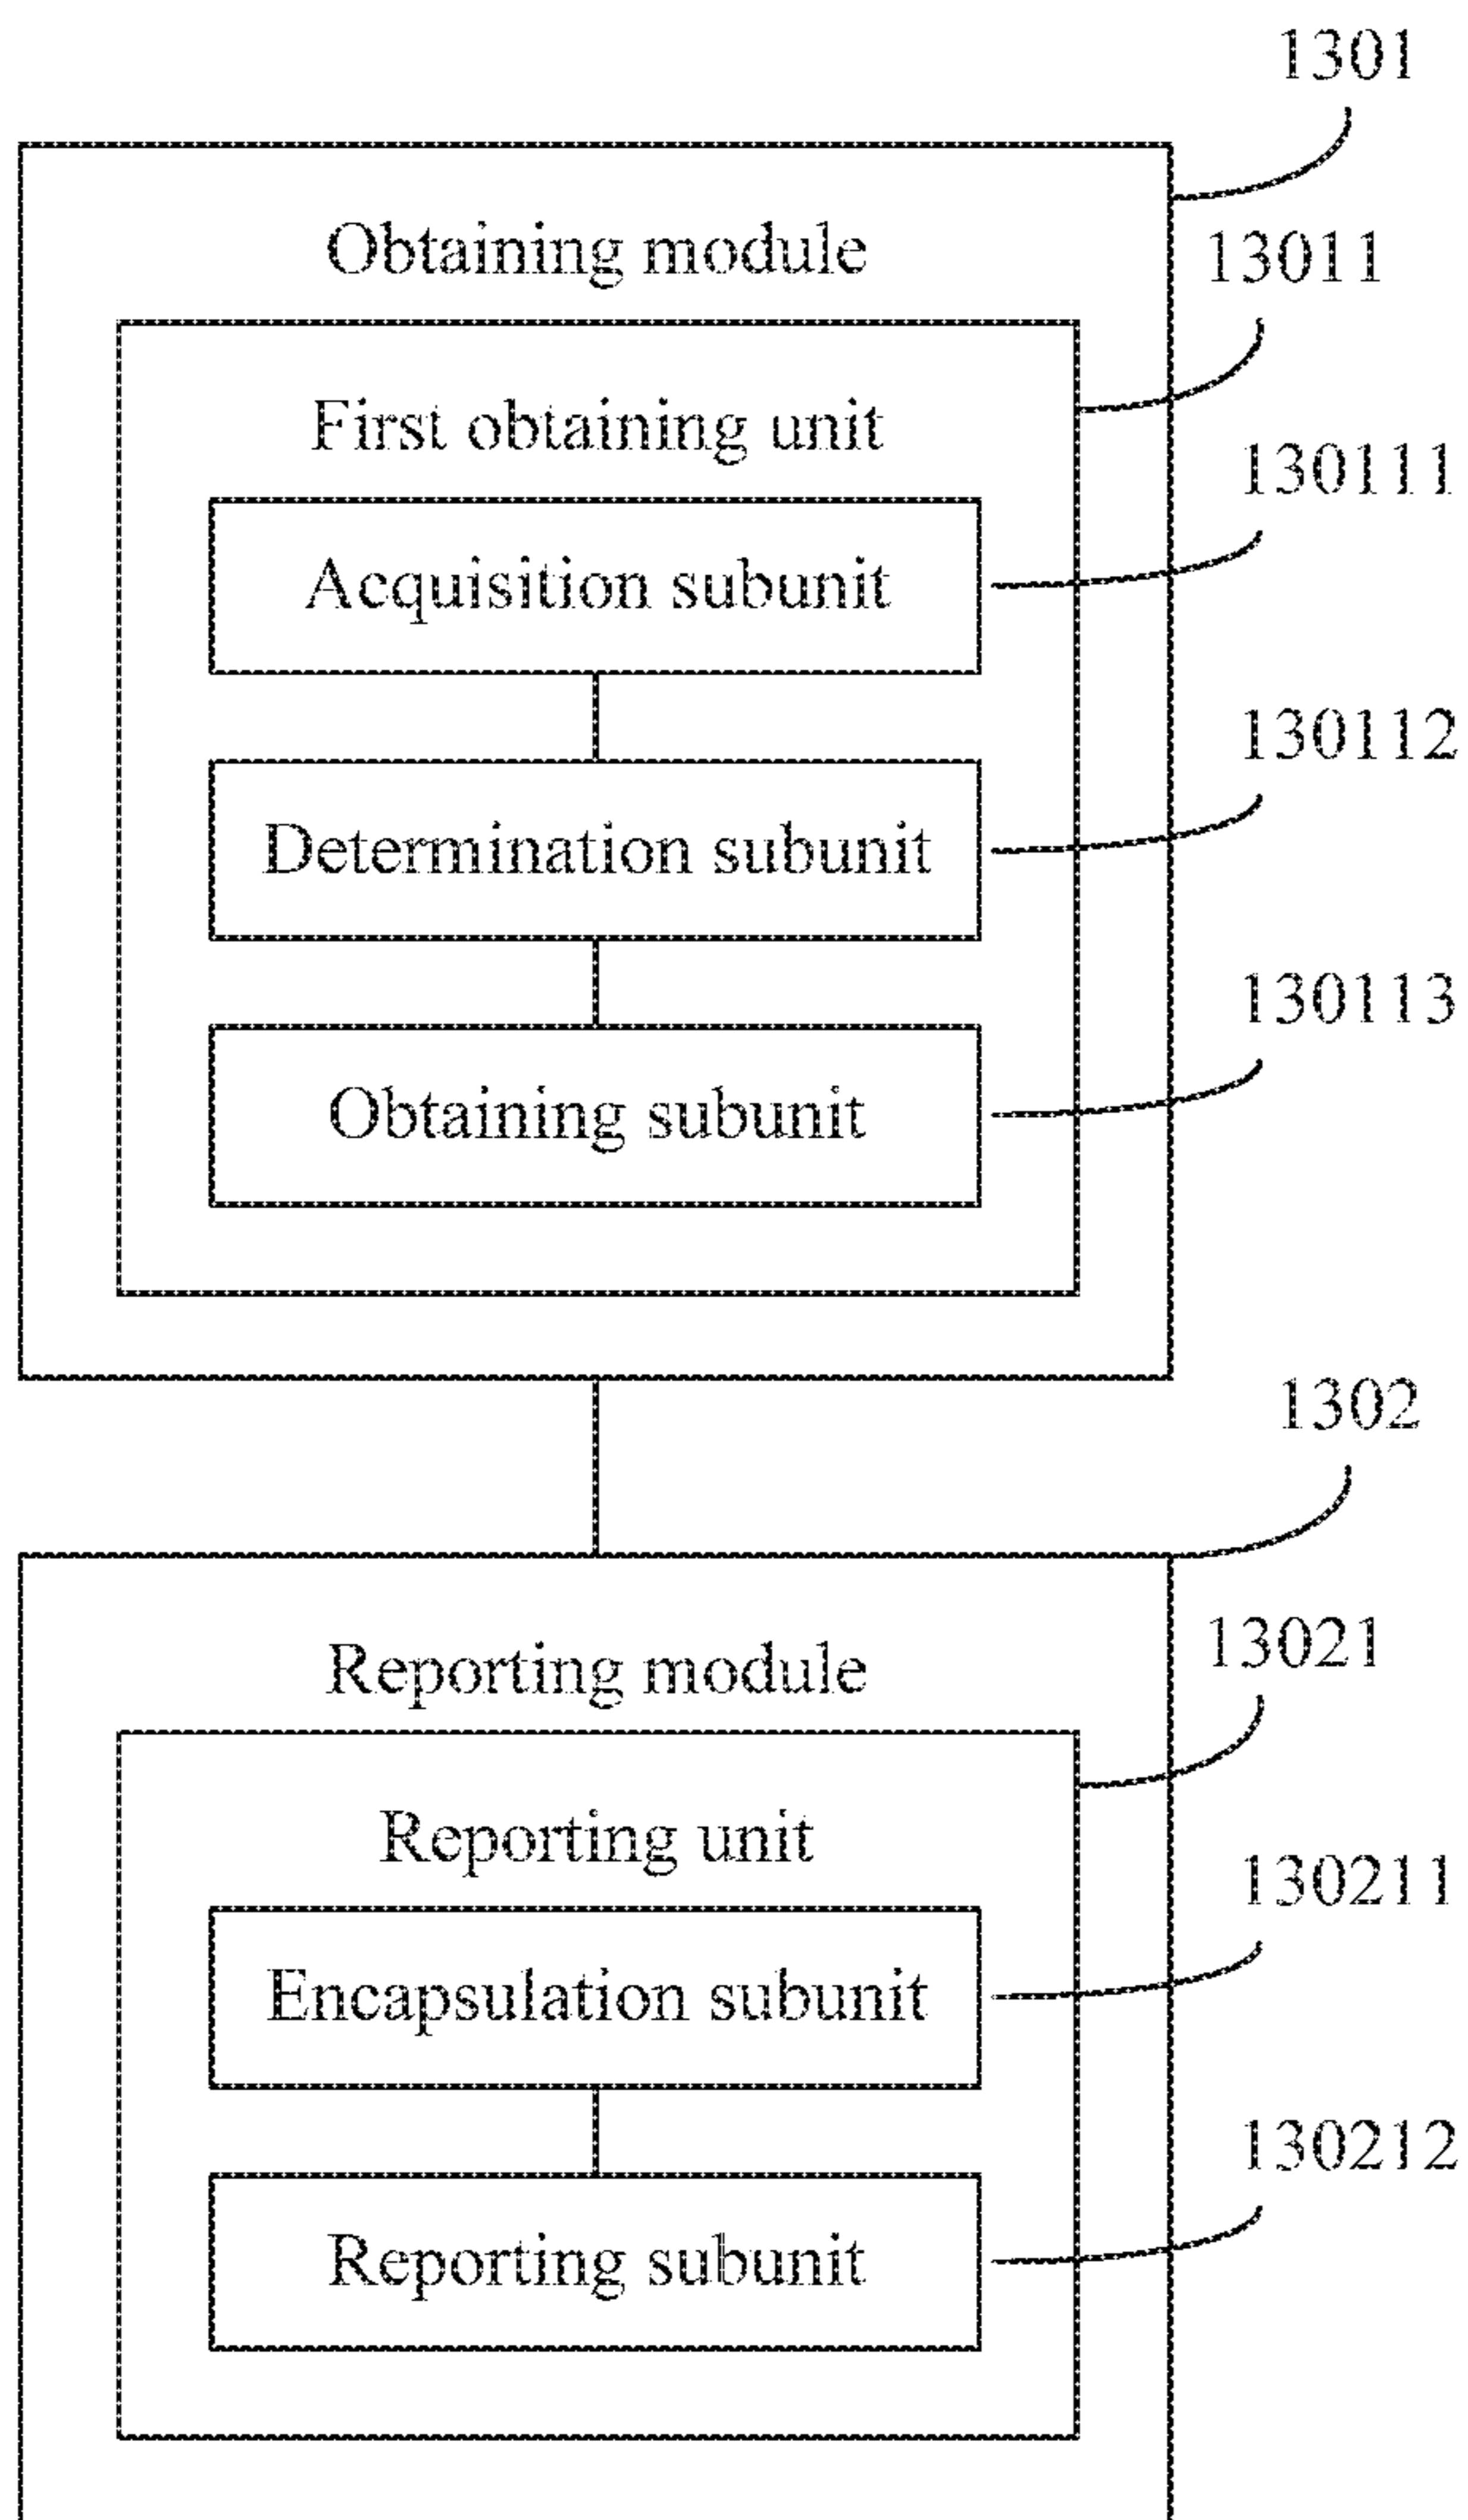 1301
Obtaining module
13011
First obtaining unit
130111
Acquisition subunit
130112
Determination subunit
130113
Obtaining subunit
1302
Reporting module
13021
Reporting unit
130211
Encapsulation subunit
130212
Reporting subunit